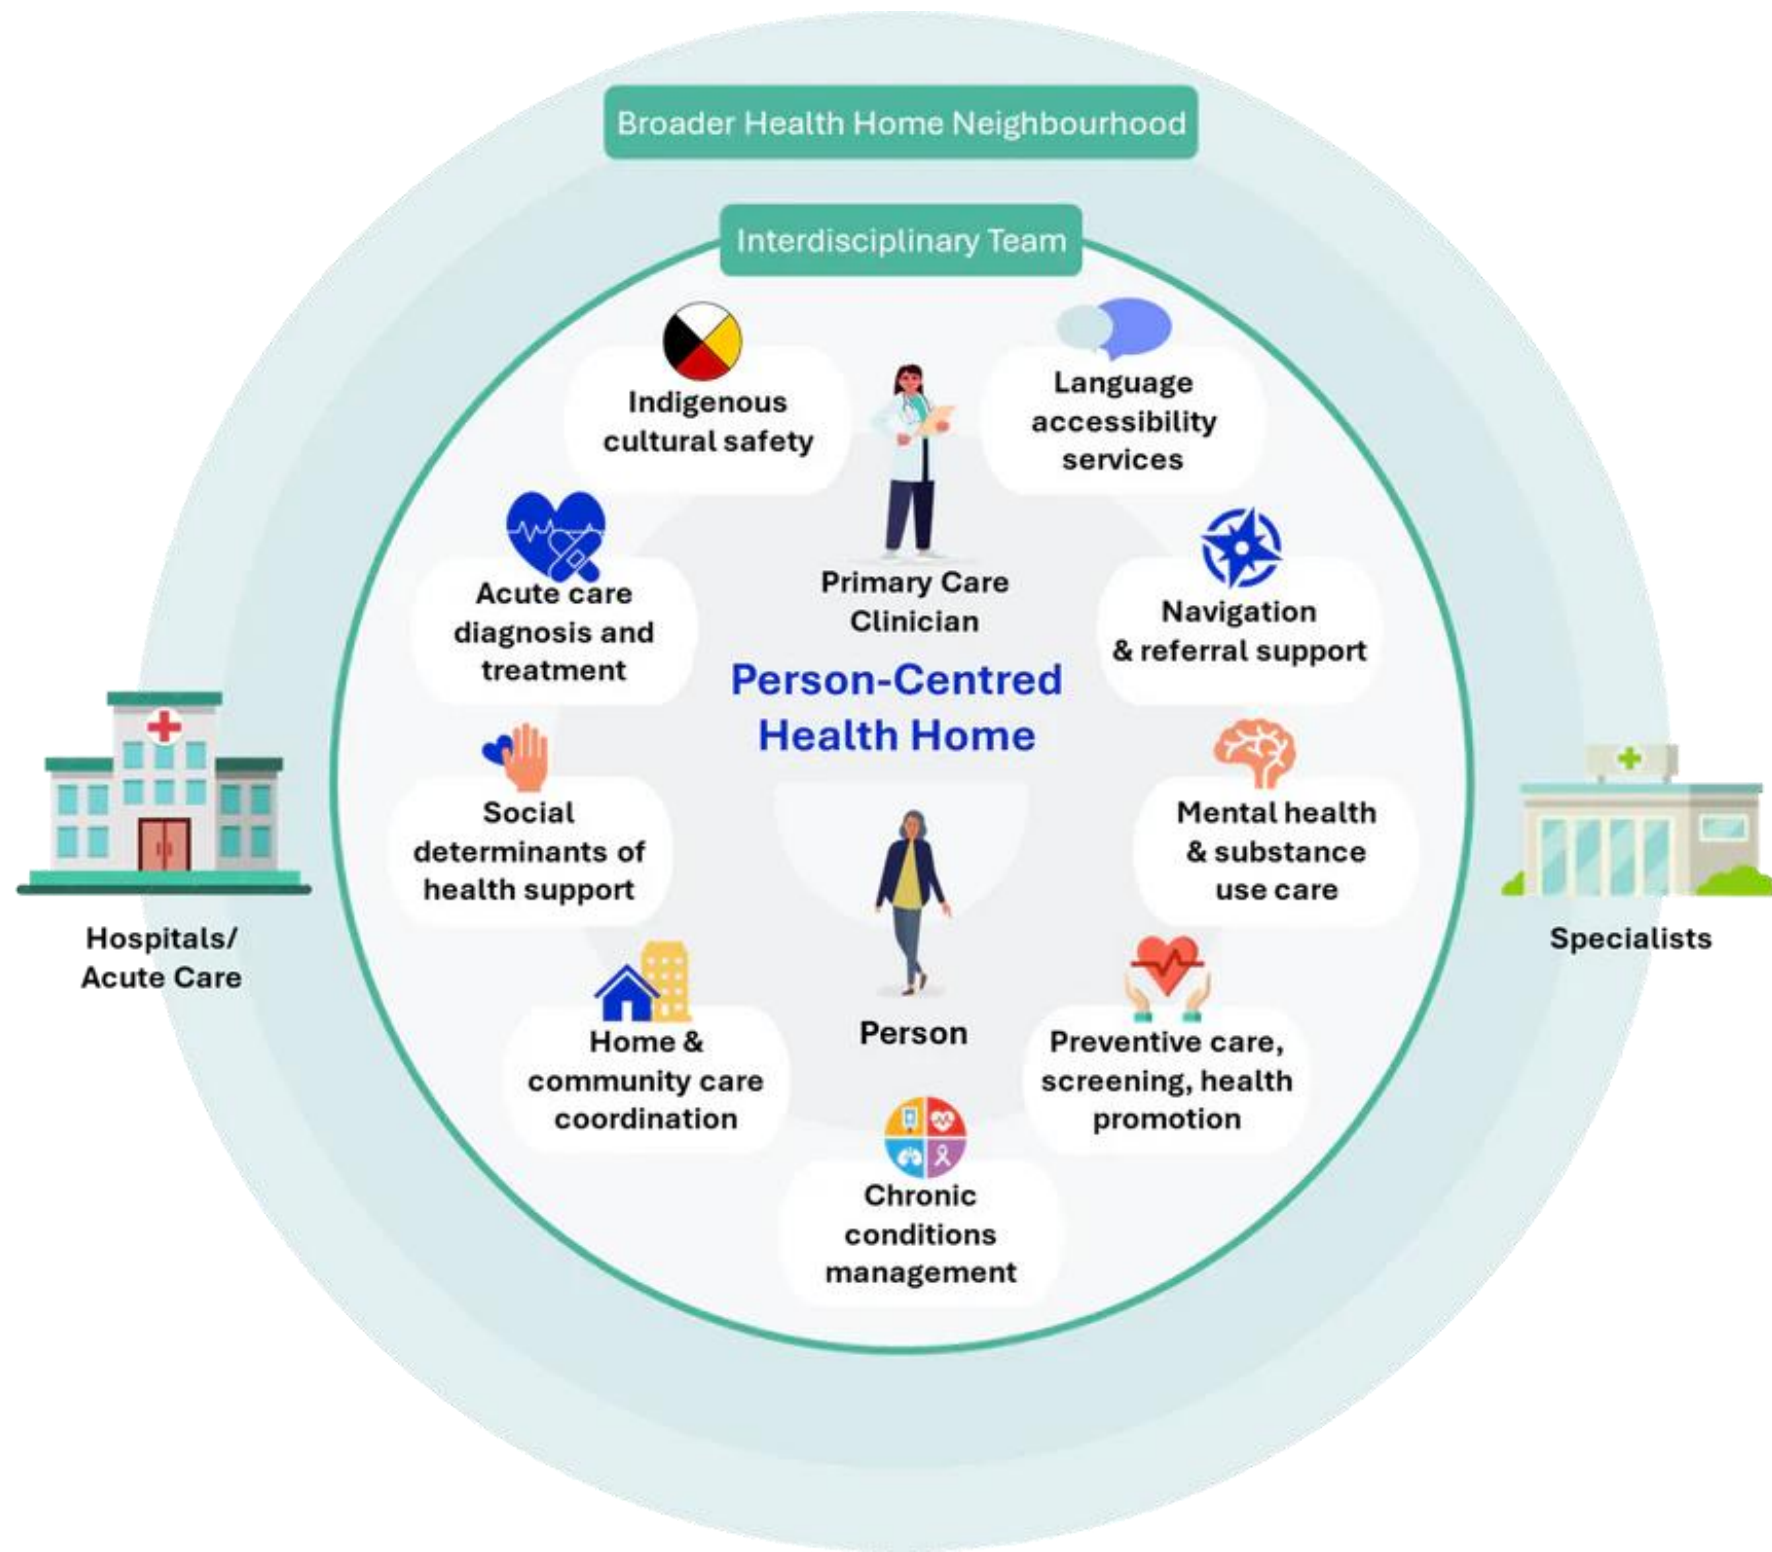 Broader Health Home Neighbourhood
Interdisciplinary Team
Indigenous
cultural safety
Language
accessibility
services
Acute care
diagnosis and
treatment
Primary Care
Clinician
Navigation
& referral support
Person-Centred
Health Home
Social
determinants of
health support
Mental health
& substance
use care
Hospitals/
Acute Care
Specialists
Home &
community care
coordination
Person
Preventive care,
screening, health
promotion
Chronic
conditions
management